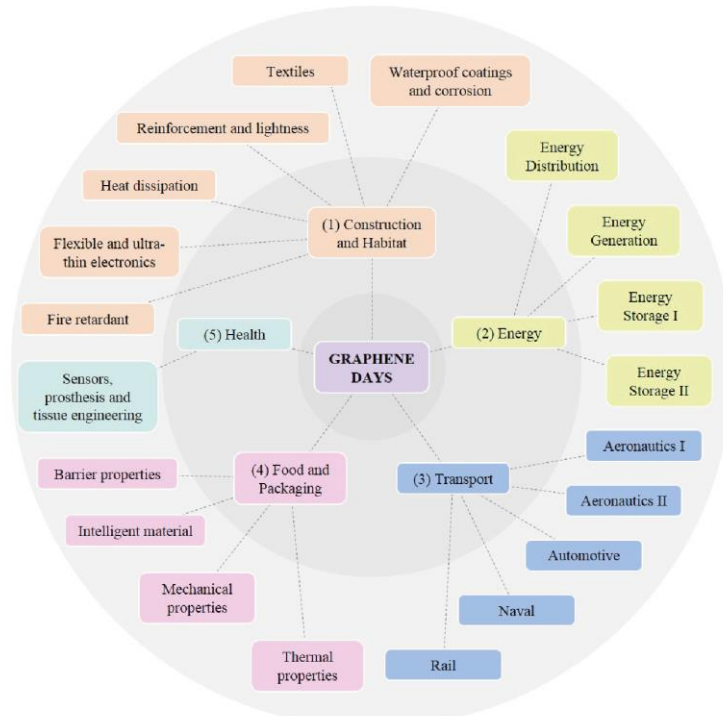 Textiles
Waterproof coatings
and corrosion
Reinforcement and lightness
Energy
Distribution
Heat dissipation
(1) Construction
and Habitat
Energy
Generation
Flexible and ultra-
thin electronics
Energy
Storage I
Fire retardant
(5) Health
(2) Energy
GRAPHENE
DAYS
Energy
Storage II
Sensors,
prosthesis and
tissue engineering
Aeronautics I
Barrier properties
(4) Food and
Packaging
(3) Transport
Aeronautics II
Intelligent material
Automotive
Mechanical
properties
Naval
Thermal
properties
Rail